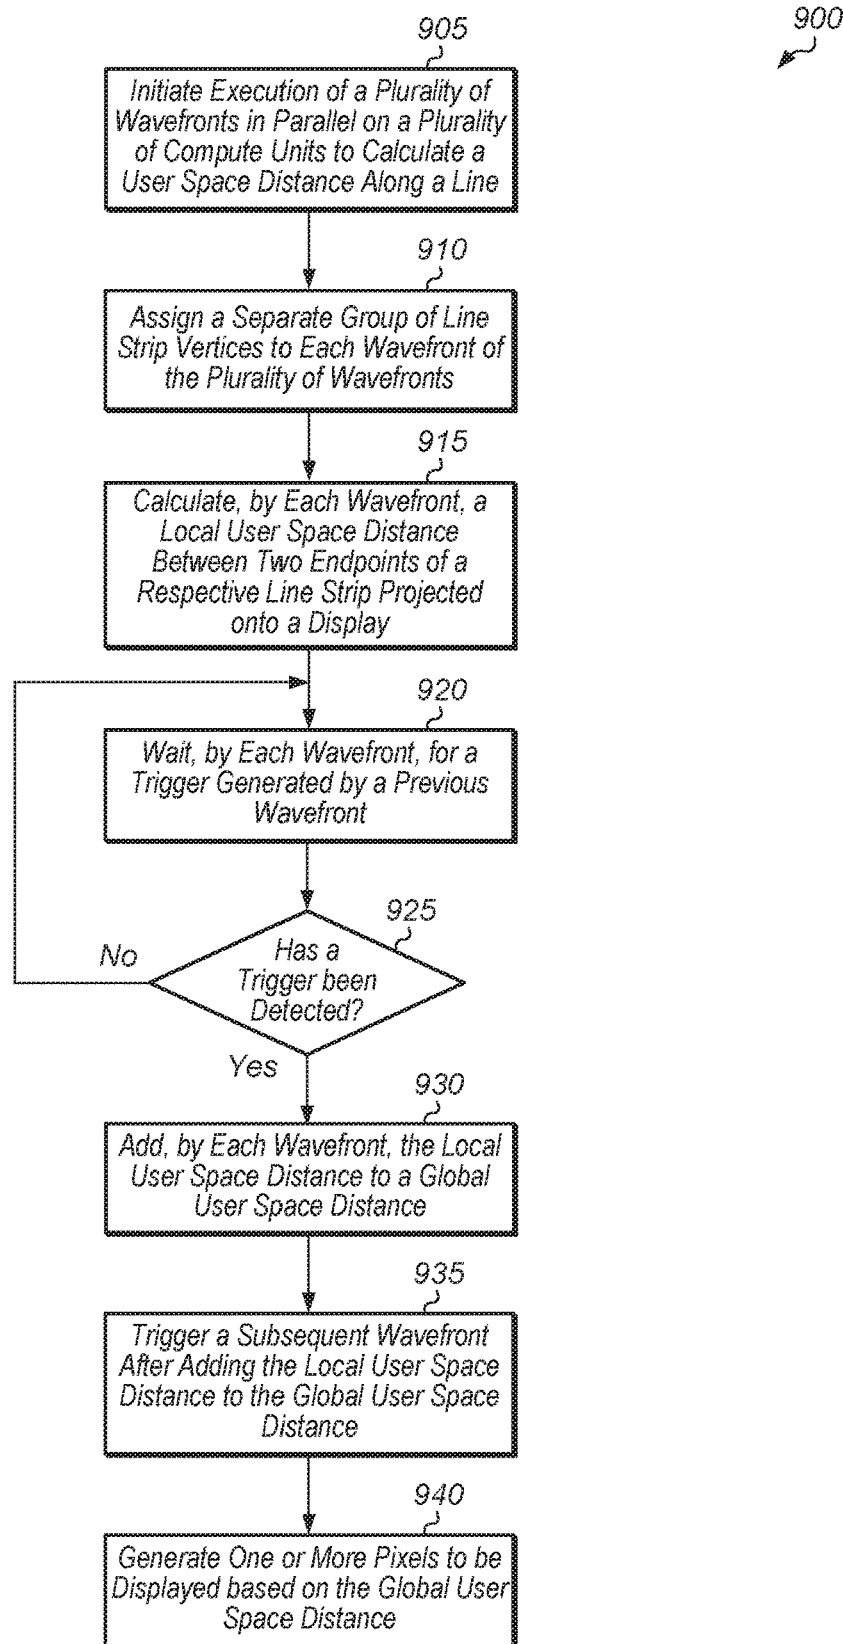 900
905
Initiate Execution of a Plurality of
Wavefronts in Parallel on a Plurality
of Compute Units to Calculate a
User Space Distance Along a Line
910
Assign a Separate Group of Line
Strip Vertices to Each Wavefront of
the Plurality of Wavefronts
915
Calculate, by Each Wavefront, a
Local User Space Distance
Between Two Endpoints of a
Respective Line Strip Projected
onto a Display
920
Wait, by Each Wavefront, for a
Trigger Generated by a Previous
Wavefront
925
Has a
Trigger been
Detected?
No
Yes
930
Add, by Each Wavefront, the Local
User Space Distance to a Global
User Space Distance
935
Trigger a Subsequent Wavefront
After Adding the Local User Space
Distance to the Global User Space
Distance
940
Generate One or More Pixels to be
Displayed based on the Global User
Space Distance